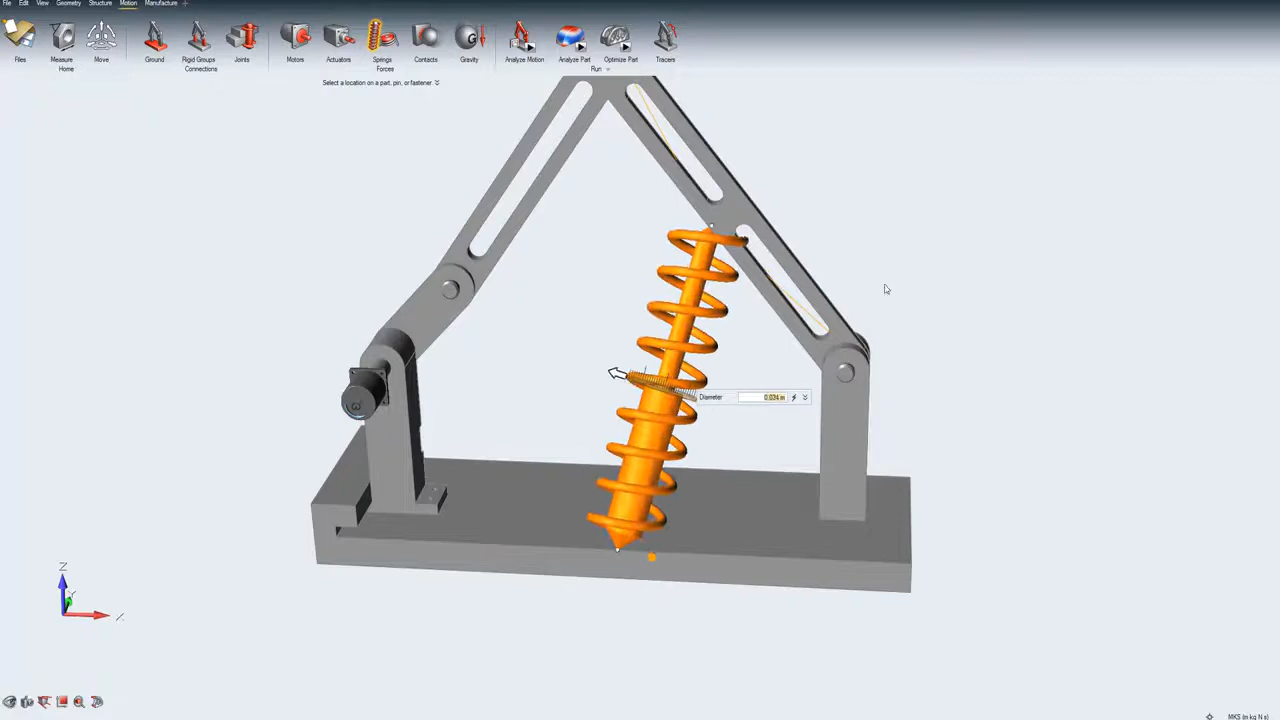 File Edit View Geometry Structure Motion Manufacture +
Files Measure Move Ground Rigid Groups Joints Motors Actuators Springs Contacts Gravity Analyze Motion Analyze Part Optimize Part Tracers
Home Connections Forces Run
Select a location on a part, pin, or fastener.
G
Diameter 0.034 m
Z
Y
X
MKS (m kg N s)